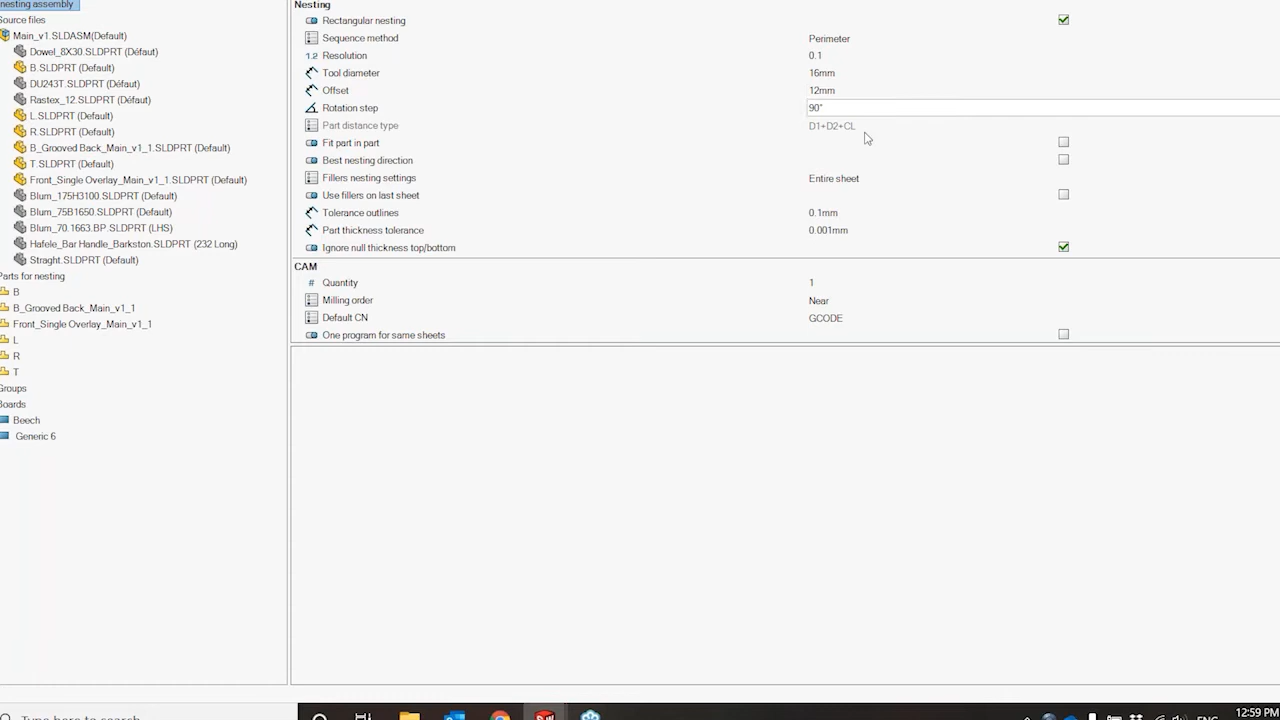 nesting assembly
Source files
Main_v1.SLDASM(Default)
Dowel_8X30.SLDPRT (Défaut)
B.SLDPRT (Default)
DU243T.SLDPRT (Défaut)
Rastex_12.SLDPRT (Défaut)
L.SLDPRT (Default)
R.SLDPRT (Default)
B_Grooved Back_Main_v1_1.SLDPRT (Default)
T.SLDPRT (Default)
Front_Single Overlay_Main_v1_1.SLDPRT (Default)
Blum_175H3100.SLDPRT (Default)
Blum_75B1650.SLDPRT (Default)
Blum_70.1663.BP.SLDPRT (LHS)
Hafele_Bar Handle_Barkston.SLDPRT (232 Long)
Straght.SLDPRT (Default)
Parts for nesting
B
B_Grooved Back_Main_v1_1
Front_Single Overlay_Main_v1_1
L
R
T
Groups
Boards
Beech
Generic 6
Nesting
Rectangular nesting
Sequence method Perimeter
1.2 Resolution 0.1
Tool diameter 16mm
Offset 12mm
Rotation step 90°
Part distance type D1+D2+CL
Fit part in part
Best nesting direction
Fillers nesting settings Entire sheet
Use fillers on last sheet
Tolerance outlines 0.1mm
Part thickness tolerance 0.001mm
Ignore null thickness top/bottom
CAM
# Quantity 1
Milling order Near
Default CN GCODE
One program for same sheets
Type here to search
ENG
12:59 PM